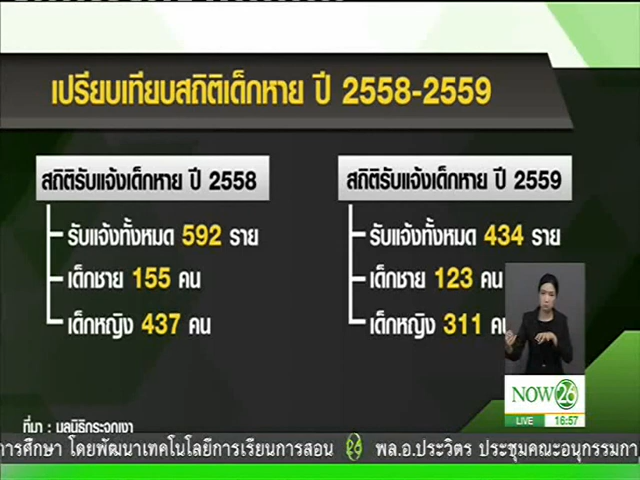 เปรียบเทียบสถิติเด็กหาย ปี 2558-2559
สถิติรับแจ้งเด็กหาย ปี 2558
รับแจ้งทั้งหมด 592 ราย
เด็กชาย 155 คน
เด็กหญิง 437 คน
สถิติรับแจ้งเด็กหาย ปี 2559
รับแจ้งทั้งหมด 434 ราย
เด็กชาย 123 คน
เด็กหญิง 311 คน
NOW26
LIVE 16:57
ที่มา : มูลนิธิกระจกเงา
การศึกษา โดยพัฒนาเทคโนโลยีการเรียนการสอน 26 พล.อ.ประวิตร ประชุมคณะอนุกรรมกา